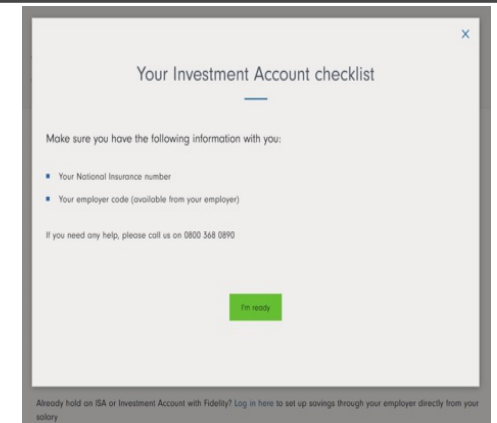 X
Your Investment Account checklist
Make sure you have the following information with you:
Your National Insurance number
Your employer code (available from your employer)
If you need any help, please call us on 0800 368 0890
I'm ready
Already hold an ISA or Investment Account with Fidelity? Log in here to set up savings through your employer directly from your
salary